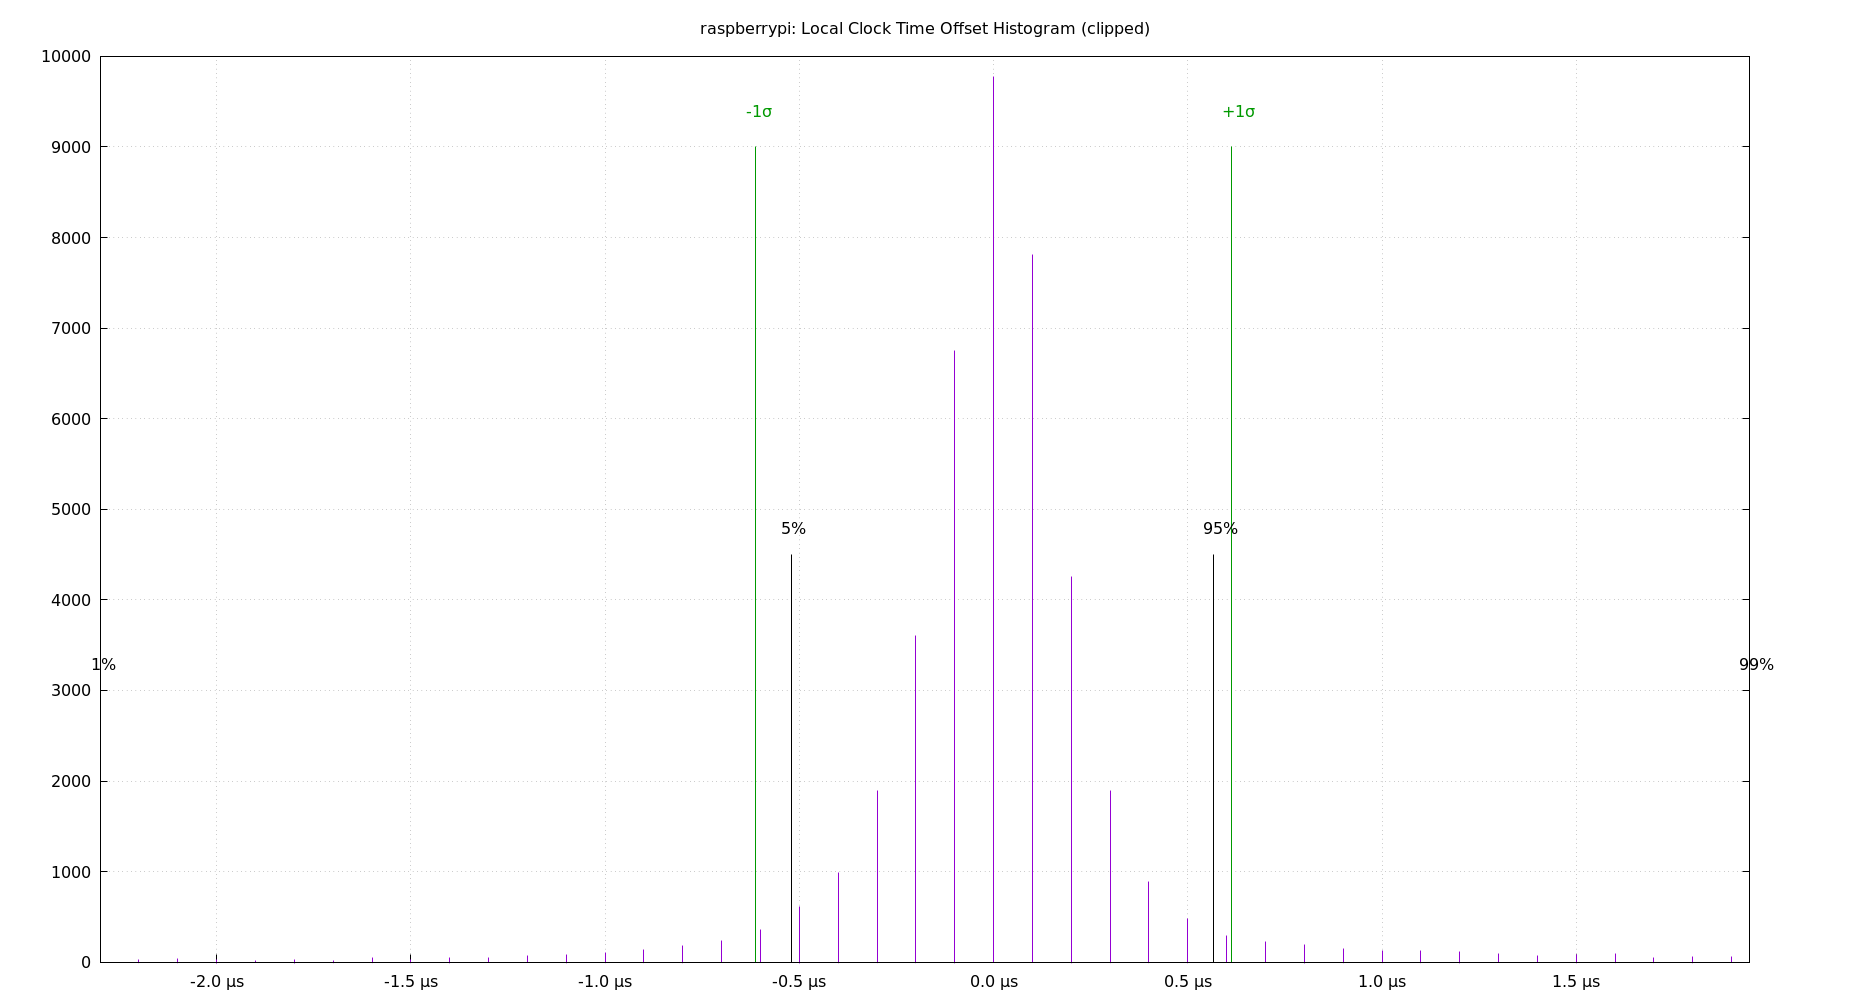 raspberrypi: Local Clock Time Offset Histogram (clipped)
10000
-1σ
+1σ
9000
8000
7000
6000
5000
5%
95%
4000
1%
99%
3000
2000
1000
0
-2.0 µs
-1.5 µs
-1.0 µs
-0.5 µs
0.0 µs
0.5 µs
1.0 µs
1.5 µs